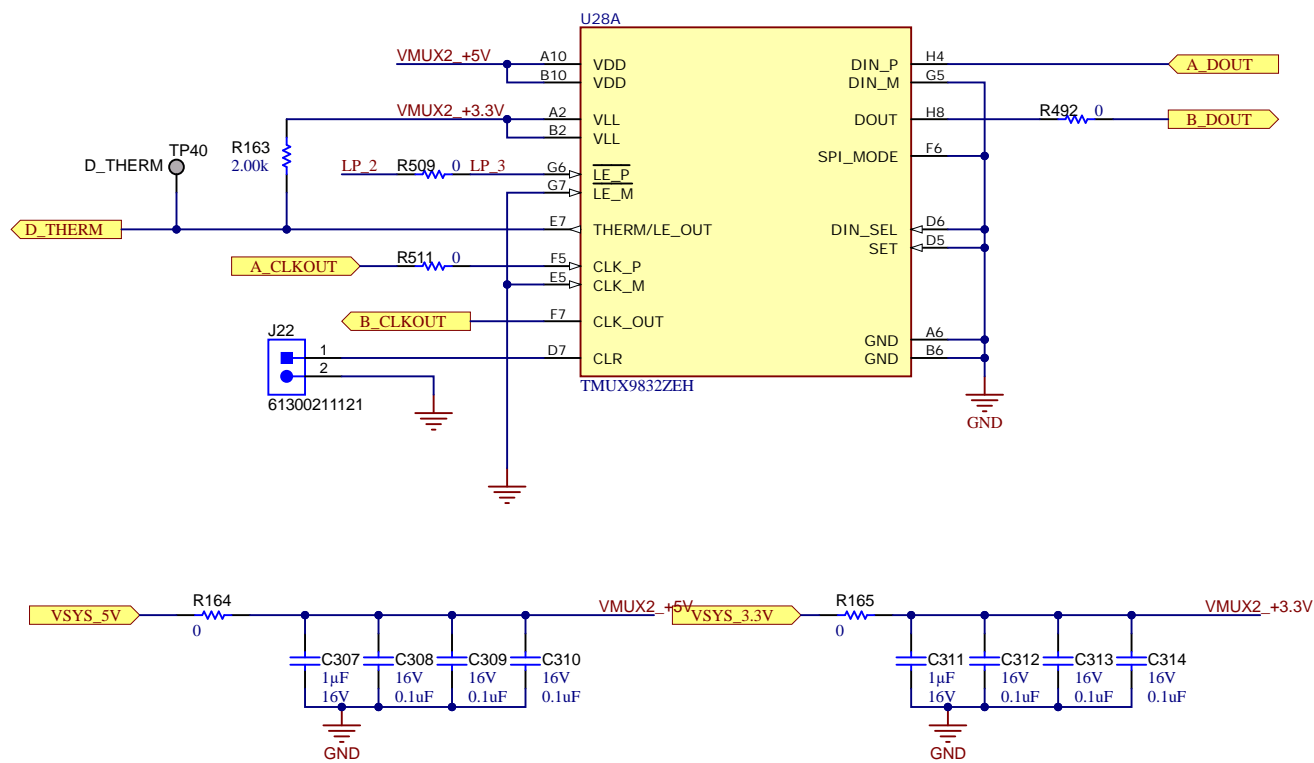 U28A
VMUX2_+5V
A10
VDD
B10
VDD
DIN_P
H4
A_DOUT
DIN_M
G5
VMUX2_+3.3V
A2
VLL
B2
VLL
DOUT
H8
R492
0
B_DOUT
R163
2.00k
TP40
D_THERM
SPI_MODE
F6
LP_2
R509
0
LP_3
G6
LE_P
G7
LE_M
D_THERM
E7
THERM/LE_OUT
DIN_SEL
D6
SET
D5
A_CLKOUT
R511
0
F5
CLK_P
E5
CLK_M
B_CLKOUT
F7
CLK_OUT
J22
1
2
61300211121
D7
CLR
GND
A6
GND
B6
TMUX9832ZEH
GND
VSYS_5V
R164
0
VMUX2_+5V
C307
1µF
16V
C308
16V
0.1uF
C309
16V
0.1uF
C310
16V
0.1uF
GND
VSYS_3.3V
R165
0
VMUX2_+3.3V
C311
1µF
16V
C312
16V
0.1uF
C313
16V
0.1uF
C314
16V
0.1uF
GND